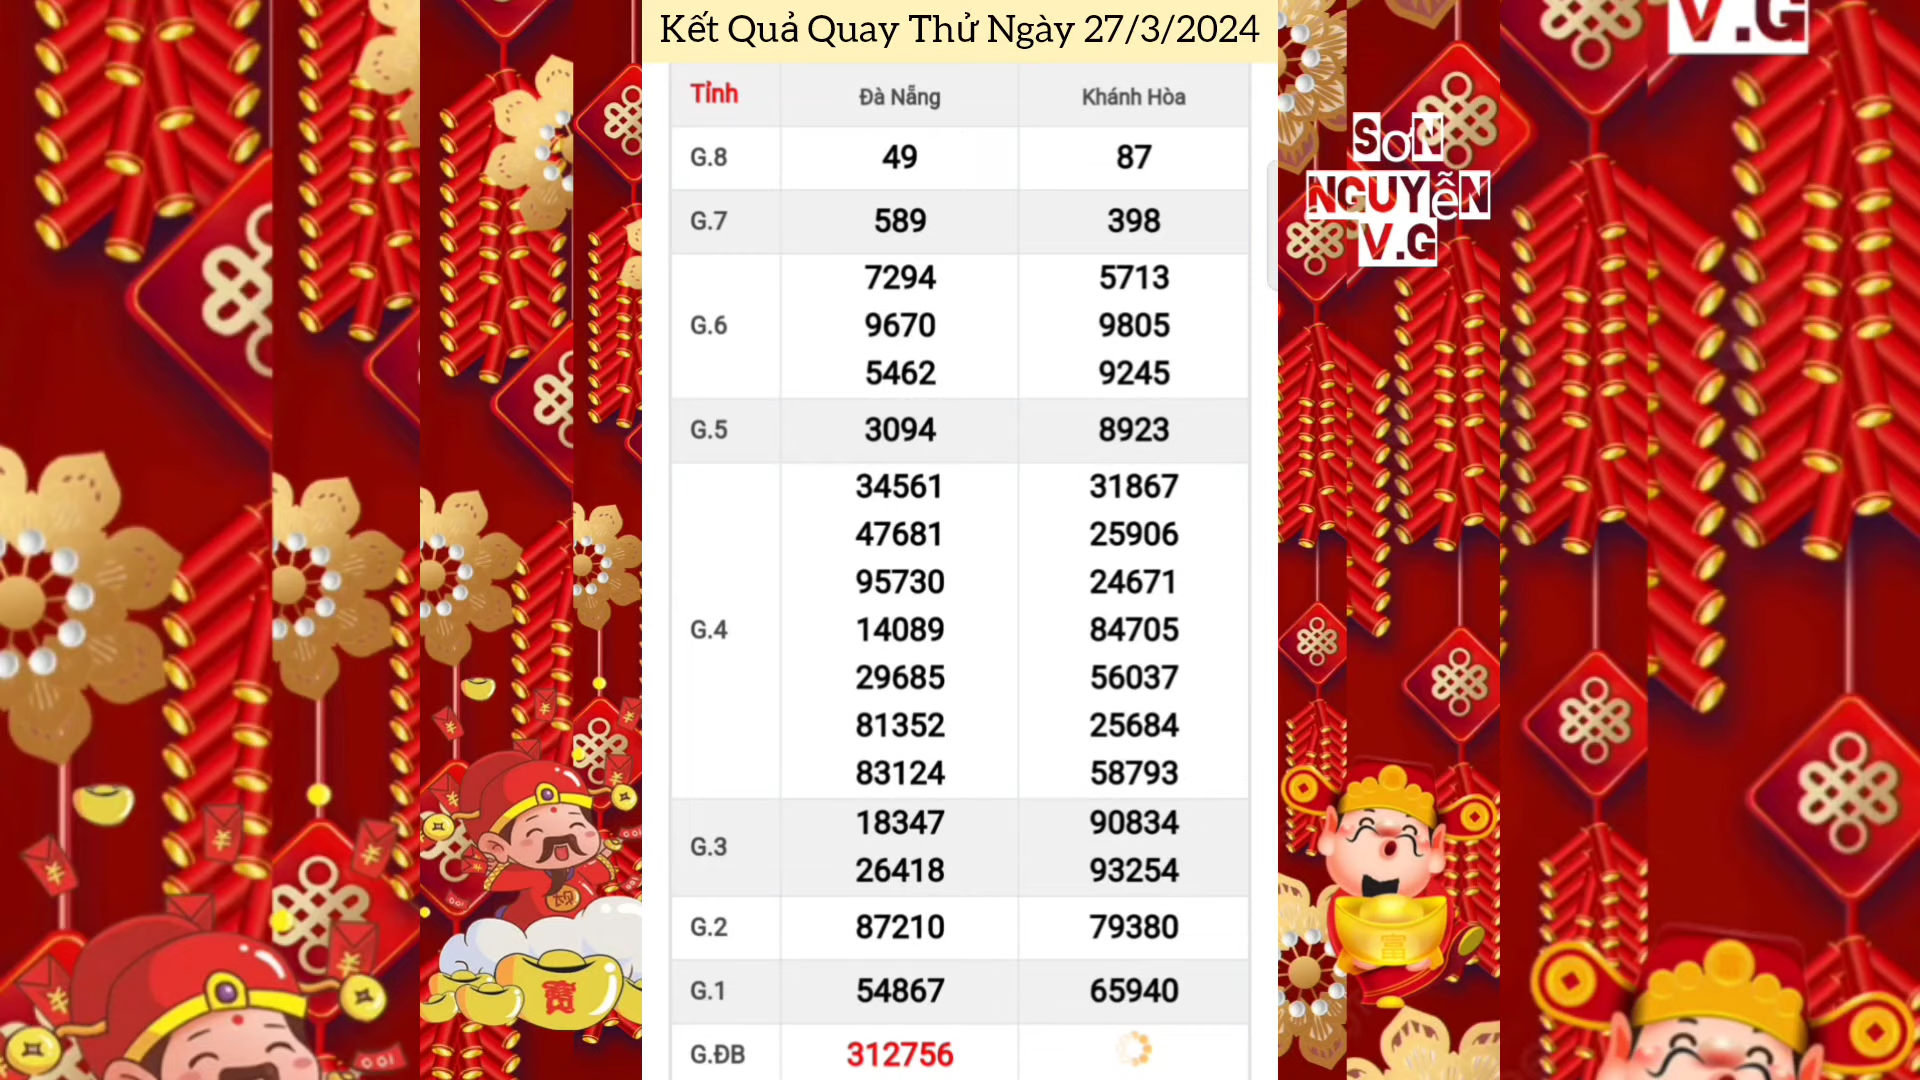 Kết Quả Quay Thử Ngày 27/3/2024
Tỉnh Đà Nẵng Khánh Hòa
G.8 49 87
G.7 589 398
7294 5713
G.6 9670 9805
5462 9245
G.5 3094 8923
34561 31867
47681 25906
95730 24671
G.4 14089 84705
29685 56037
81352 25684
83124 58793
G.3
18347 90834
26418 93254
G.2 87210 79380
G.1 54867 65940
G.ĐB 312756
SơN
NGUYễN
V.G
V.G